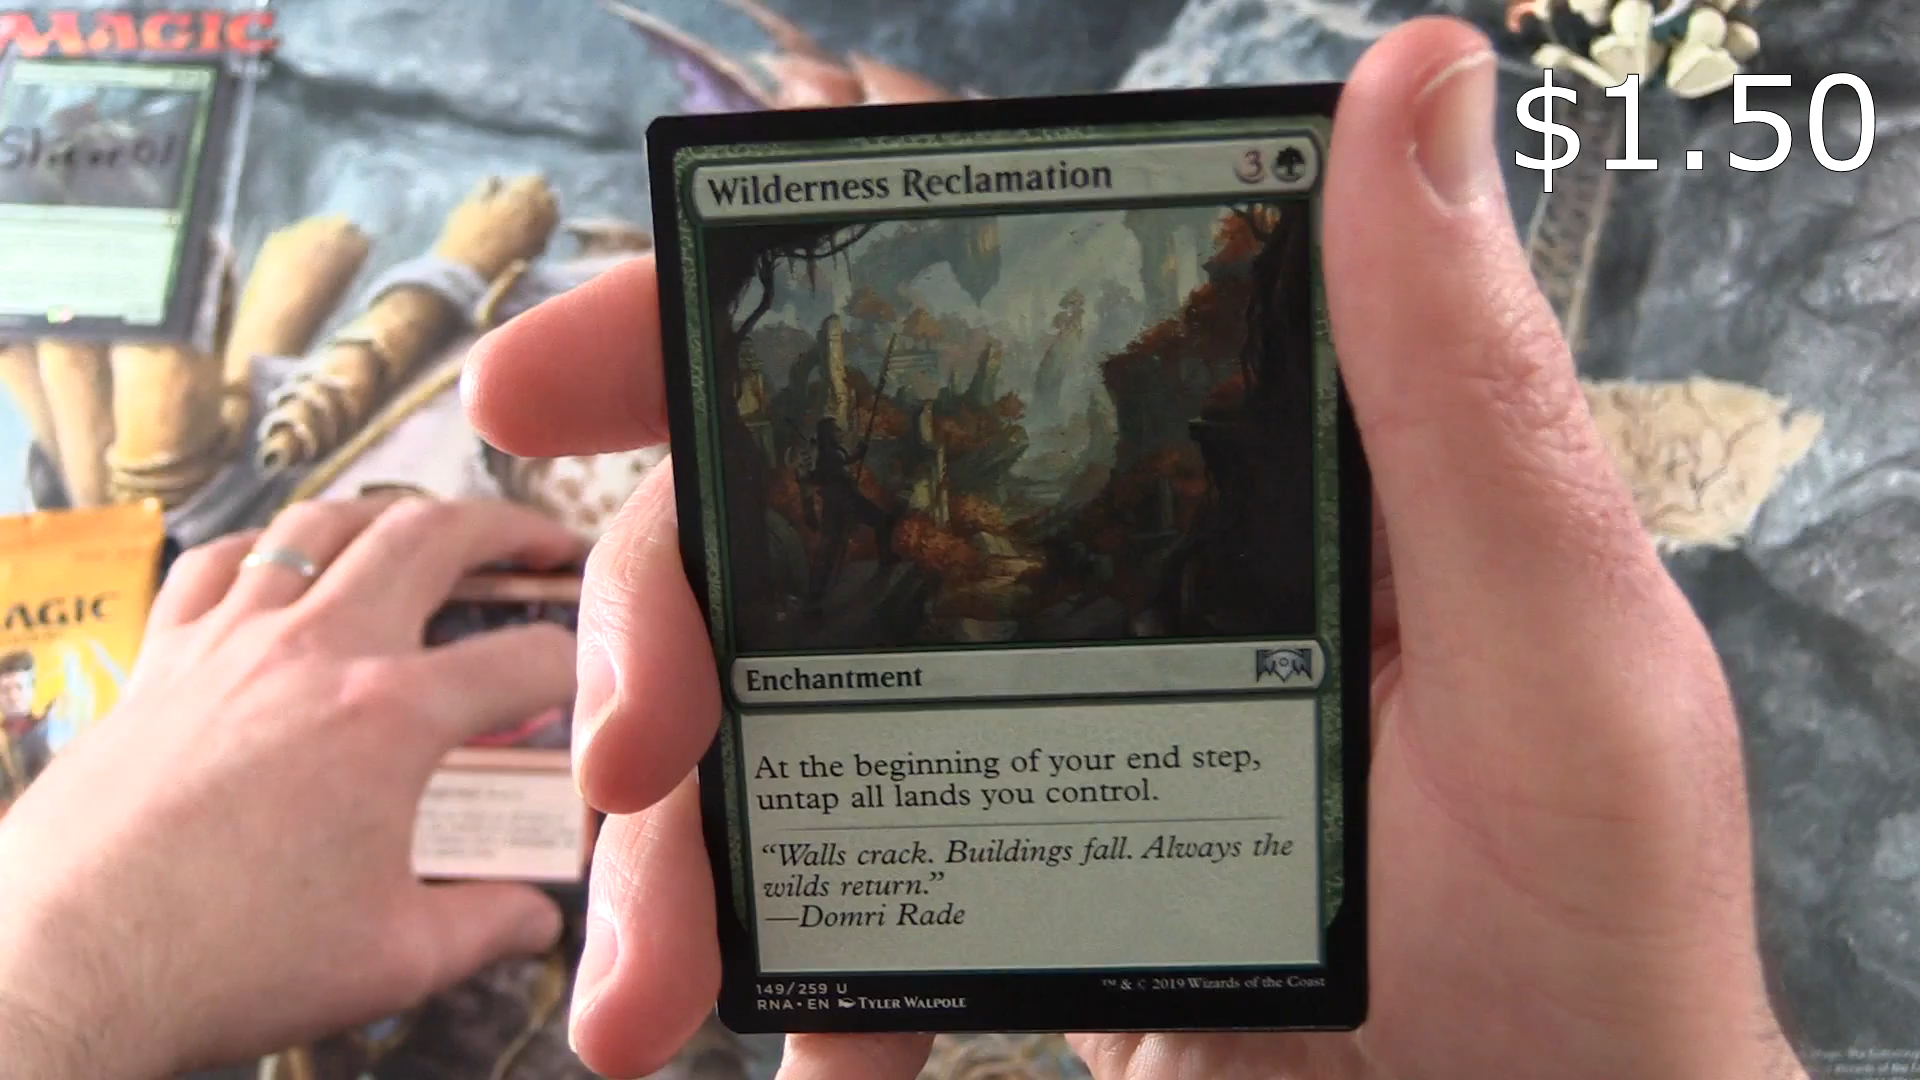 MAGIC
$1.50
Wilderness Reclamation 3
Enchantment
At the beginning of your end step,
untap all lands you control.
“Walls crack. Buildings fall. Always the
wilds return.”
—Domri Rade
149/259 U
RNA • EN TYLER WALPOLE
™ & © 2019 Wizards of the Coast
AGIC